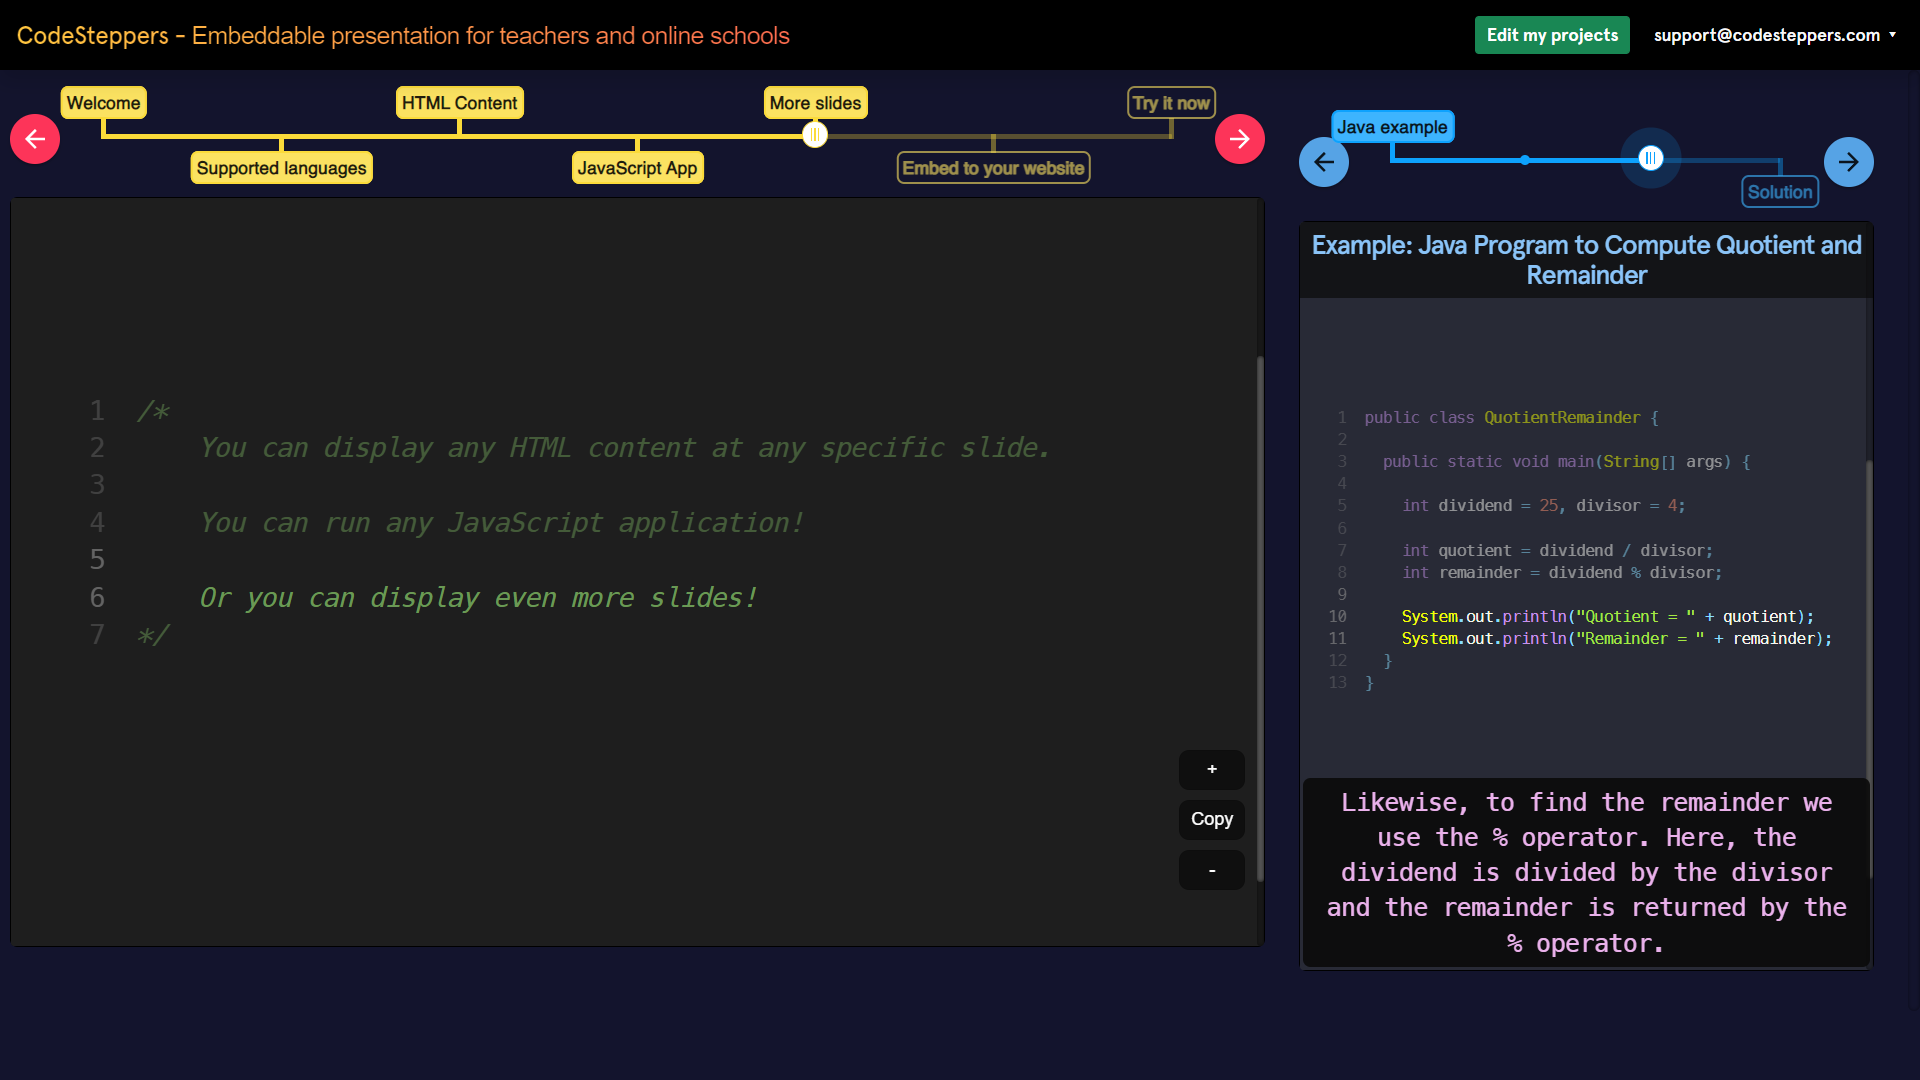 CodeSteppers - Embeddable presentation for teachers and online schools
Edit my projects
support@codesteppers.com
Welcome
HTML Content
More slides
Try it now
Supported languages
JavaScript App
Embed to your website
1 /*
2 You can display any HTML content at any specific slide.
3
4 You can run any JavaScript application!
5
6 Or you can display even more slides!
7 */
+
Copy
-
Java example
Solution
Example: Java Program to Compute Quotient and
Remainder
1 public class QuotientRemainder {
2
3 public static void main(String[] args) {
4
5 int dividend = 25, divisor = 4;
6
7 int quotient = dividend / divisor;
8 int remainder = dividend % divisor;
9
10 System.out.println("Quotient = " + quotient);
11 System.out.println("Remainder = " + remainder);
12 }
13 }
Likewise, to find the remainder we
use the % operator. Here, the
dividend is divided by the divisor
and the remainder is returned by the
% operator.